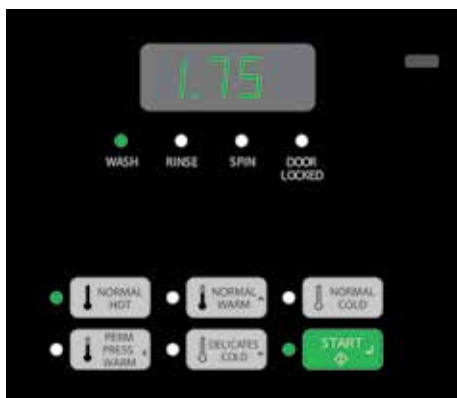 1.75
WASH RINSE SPIN DOOR
LOCKED
NORMAL
HOT
NORMAL
WARM
NORMAL
COLD
PERM
PRESS
WARM
DELICATES
COLD
START